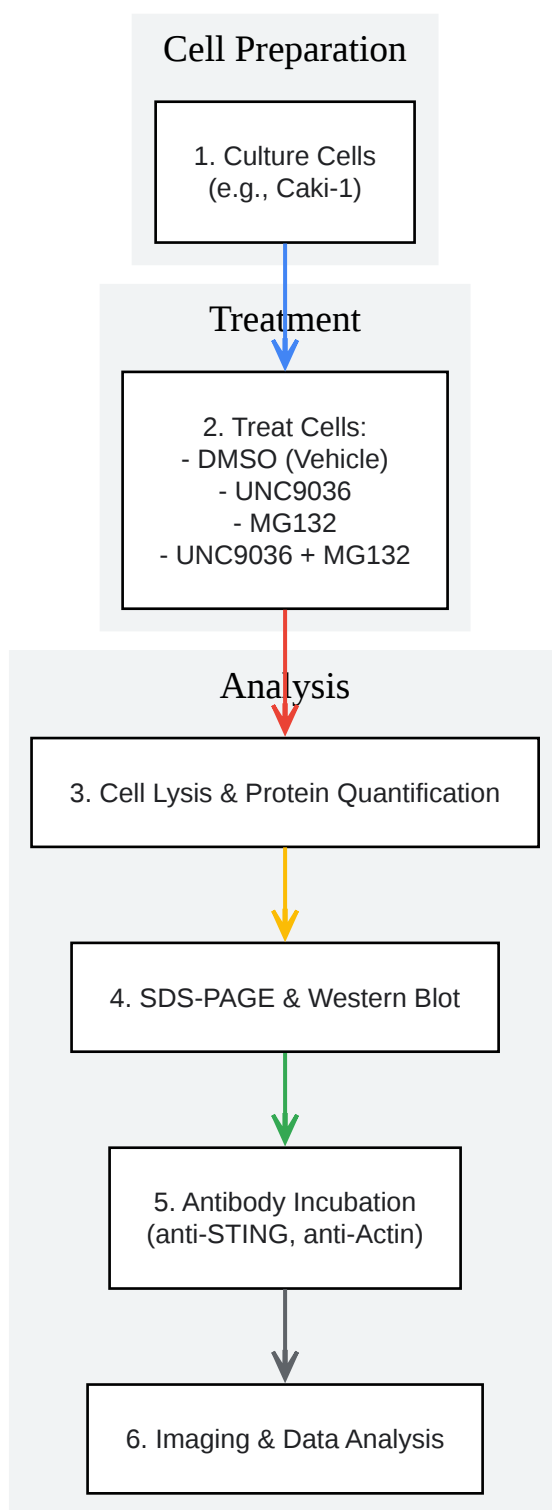 Cell Preparation
1. Culture Cells
(e.g., Caki-1)
Treatment
2. Treat Cells:
- DMSO (Vehicle)
- UNC9036
- MG132
- UNC9036 + MG132
Analysis
3. Cell Lysis & Protein Quantification
4. SDS-PAGE & Western Blot
5. Antibody Incubation
(anti-STING, anti-Actin)
6. Imaging & Data Analysis